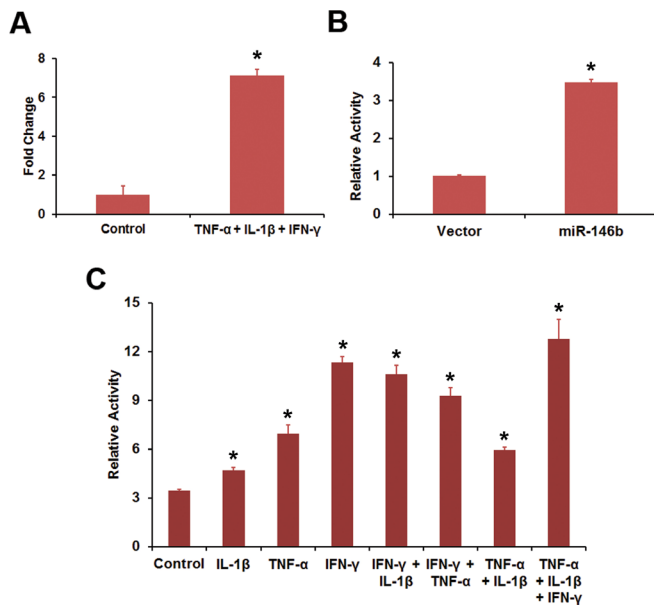 A
Fold Change
8
6
4
2
0
*
Control
TNF-α + IL-1β + IFN-γ
B
Relative Activity
4
3
2
1
0
*
Vector
miR-146b
C
Relative Activity
15
12
9
6
3
0
*
*
*
*
*
*
*
Control
IL-1β
TNF-α
IFN-γ
IFN-γ +
IL-1β
IFN-γ +
TNF-α
TNF-α
+ IL-1β
TNF-α
+ IL-1β
+ IFN-γ